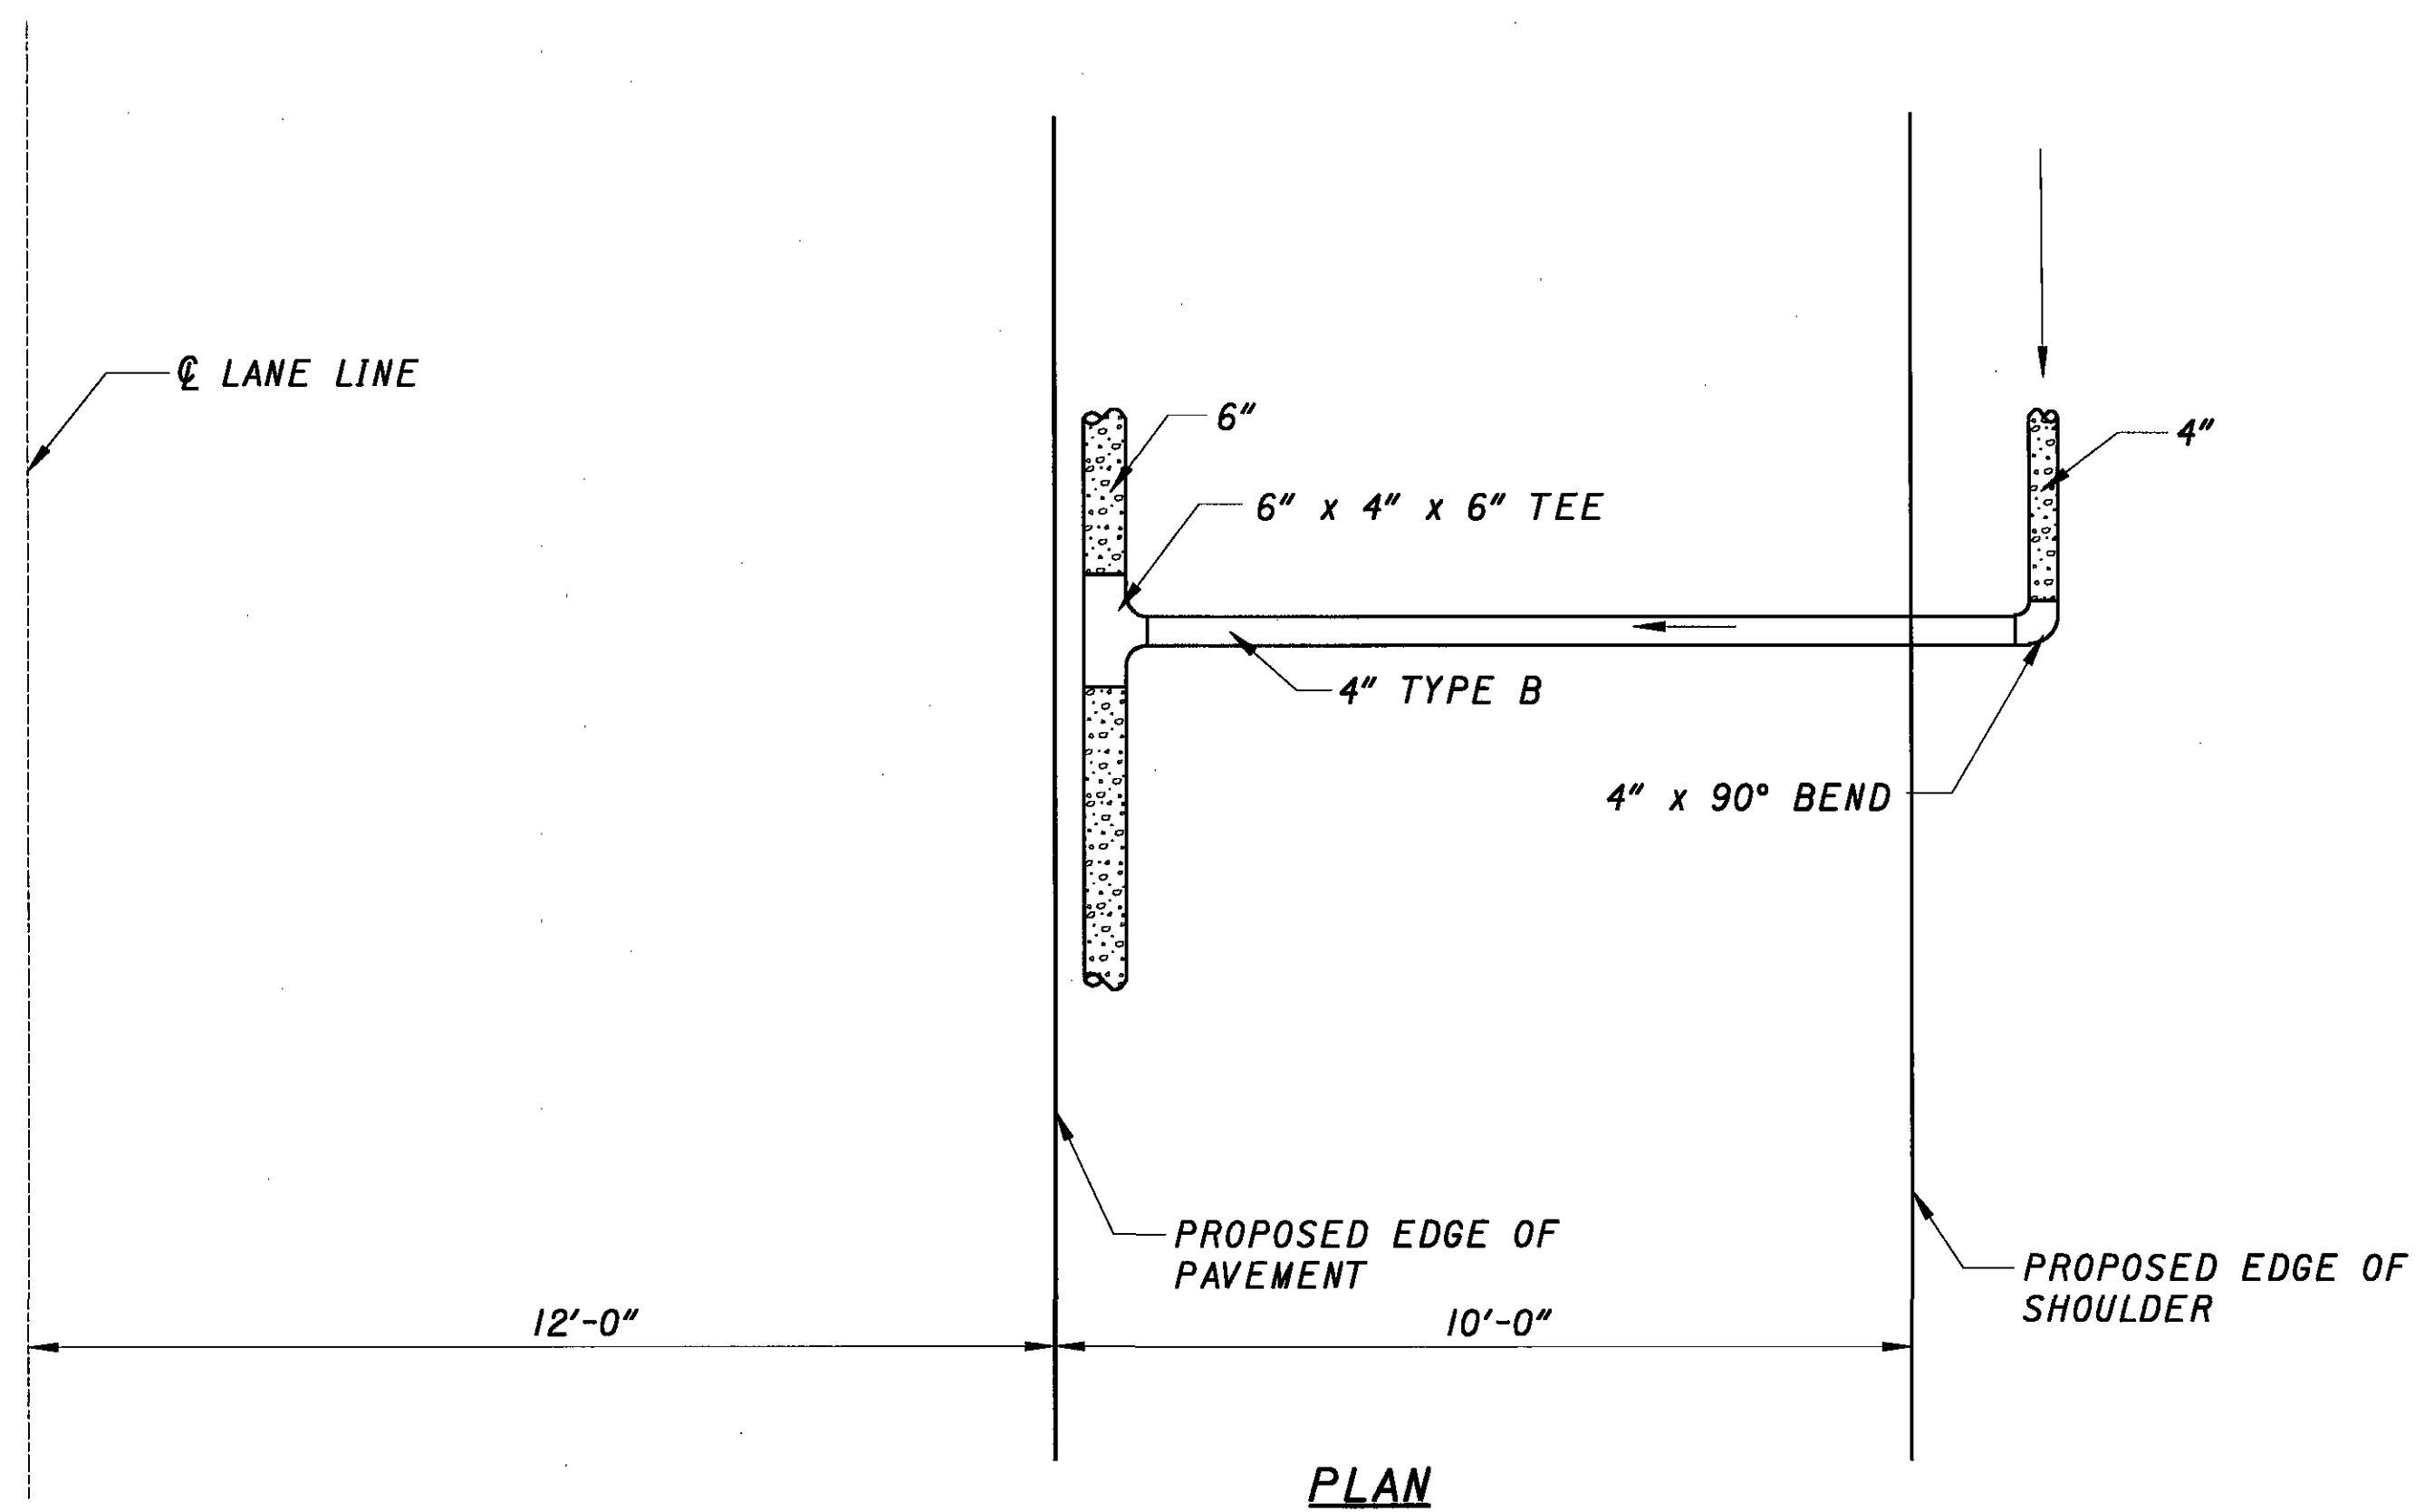 ℄ LANE LINE
6"
4"
6" x 4" x 6" TEE
4" TYPE B
4" x 90° BEND
PROPOSED EDGE OF
PAVEMENT
PROPOSED EDGE OF
SHOULDER
12'-0"
10'-0"
PLAN